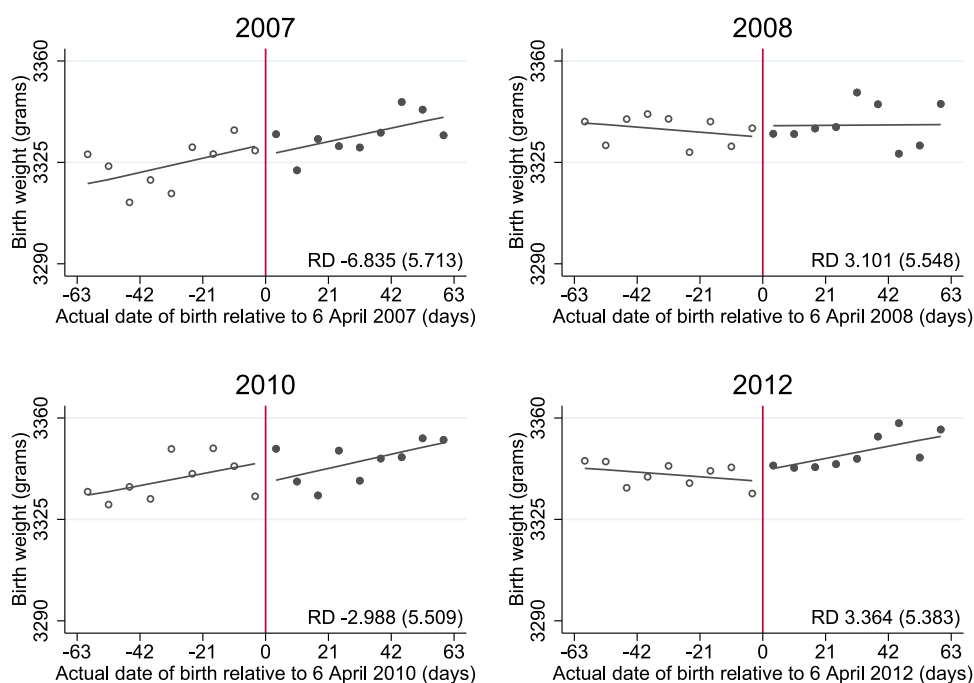 2007
Birth weight (grams)
3360
3325
3290
RD -6.835 (5.713)
-63 -42 -21 0 21 42 63
Actual date of birth relative to 6 April 2007 (days)
2008
Birth weight (grams)
3360
3325
3290
RD 3.101 (5.548)
-63 -42 -21 0 21 42 63
Actual date of birth relative to 6 April 2008 (days)
2010
Birth weight (grams)
3360
3325
3290
RD -2.988 (5.509)
-63 -42 -21 0 21 42 63
Actual date of birth relative to 6 April 2010 (days)
2012
Birth weight (grams)
3360
3325
3290
RD 3.364 (5.383)
-63 -42 -21 0 21 42 63
Actual date of birth relative to 6 April 2012 (days)